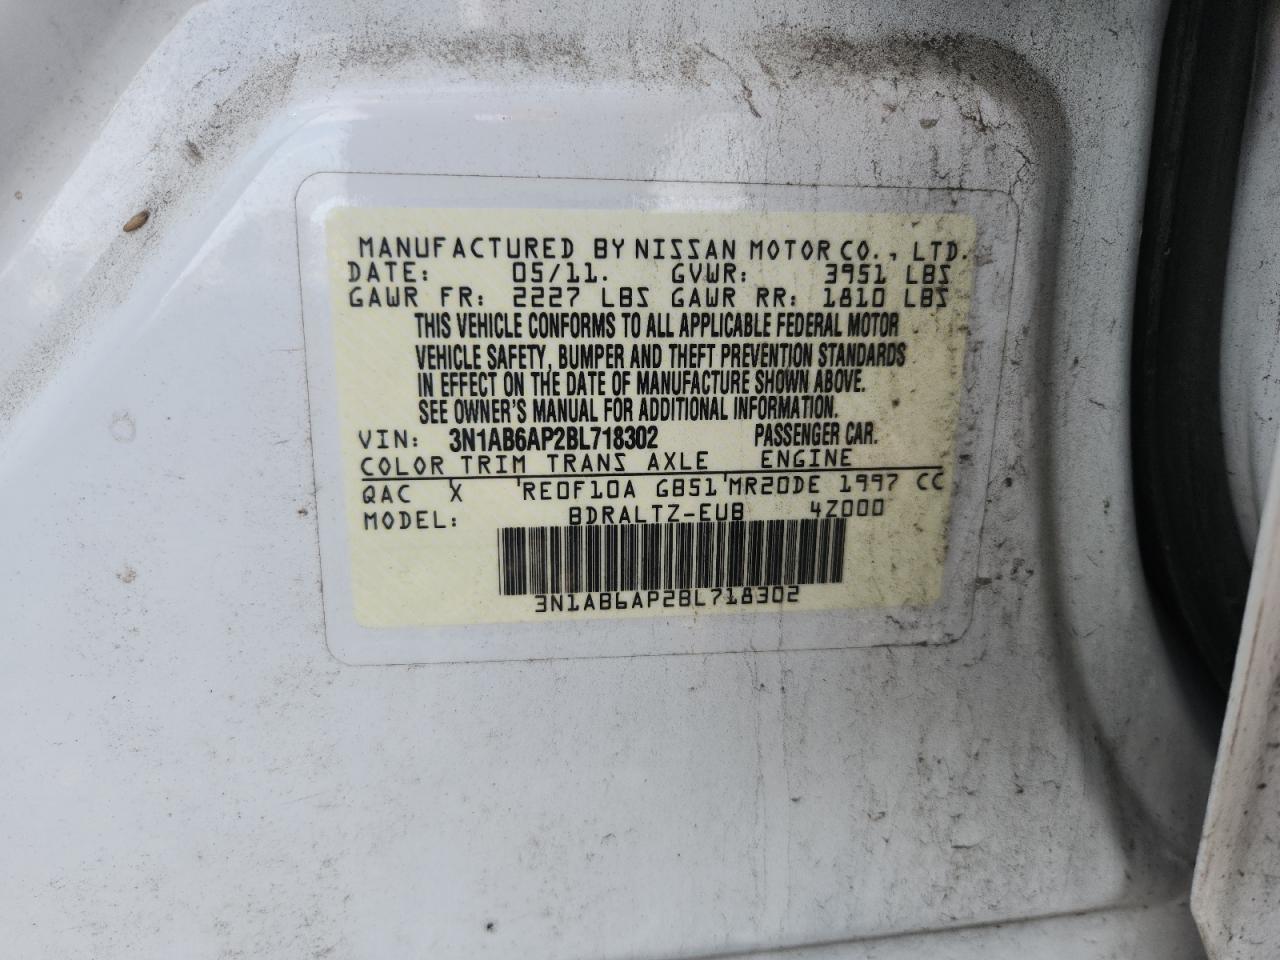 MANUFACTURED BY NISSAN MOTOR CO., LTD.
DATE: 05/11. GVWR: 3951 LBS
GAWR FR: 2227 LBS GAWR RR: 1810 LBS
THIS VEHICLE CONFORMS TO ALL APPLICABLE FEDERAL MOTOR
VEHICLE SAFETY, BUMPER AND THEFT PREVENTION STANDARDS
IN EFFECT ON THE DATE OF MANUFACTURE SHOWN ABOVE.
SEE OWNER'S MANUAL FOR ADDITIONAL INFORMATION.
VIN: 3N1AB6AP2BL718302 PASSENGER CAR.
COLOR TRIM TRANS AXLE ENGINE
QAC X RE0F10A GB51 MR20DE 1997 CC
MODEL: BDRALTZ-EUB 4Z000
3N1AB6AP2BL718302